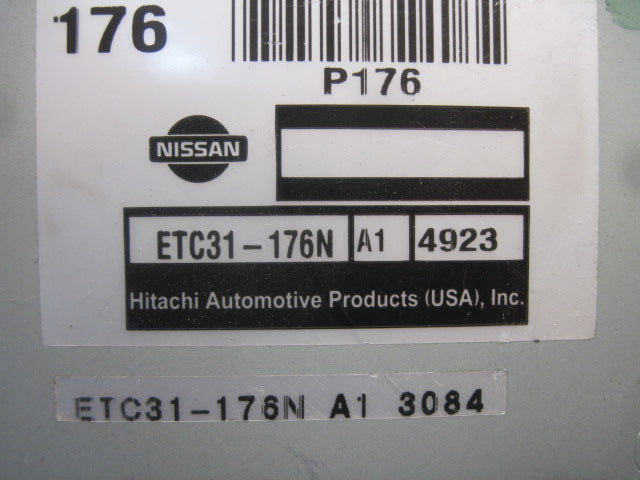 176
P176
NISSAN
ETC31-176N A1 4923
Hitachi Automotive Products (USA), Inc.
ETC31-176N A1 3084